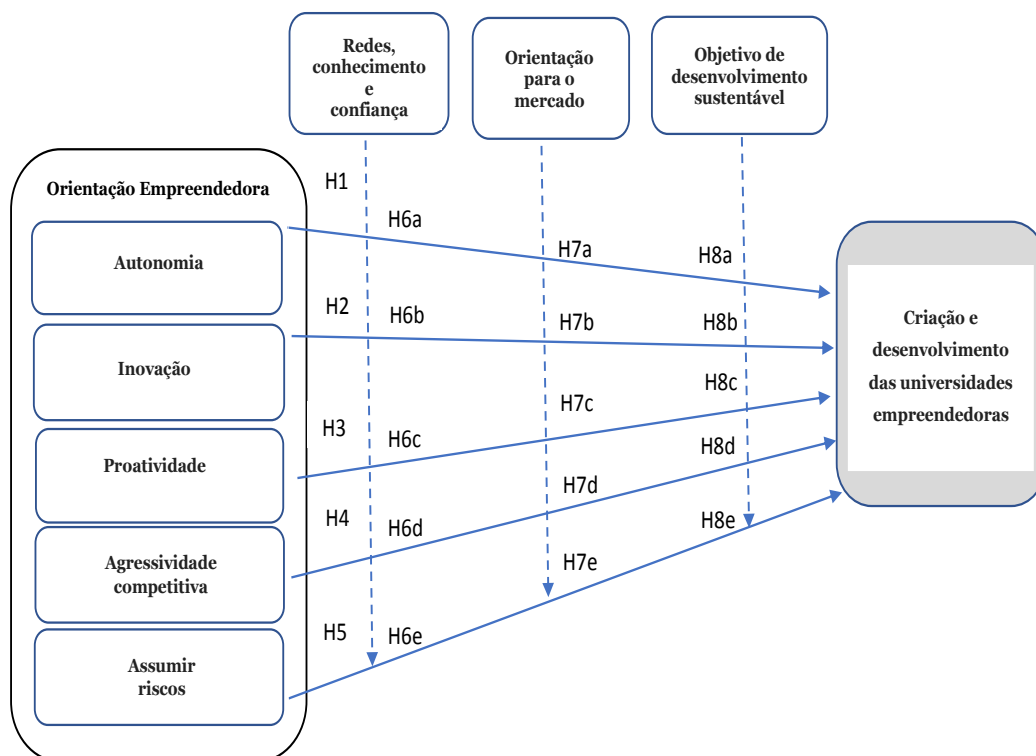 Redes,
conhecimento
e
confiança
Orientação
para o
mercado
Objetivo de
desenvolvimento
sustentável
Orientação Empreendedora
H1
H6a
H7a
H8a
Autonomia
H2
H6b
H7b
H8b
Inovação
H3
H6c
H7c
H8c
Proatividade
H4
H6d
H7d
H8d
Agressividade
competitiva
H5
H6e
H7e
H8e
Assumir
riscos
Criação e
desenvolvimento
das universidades
empreendedoras